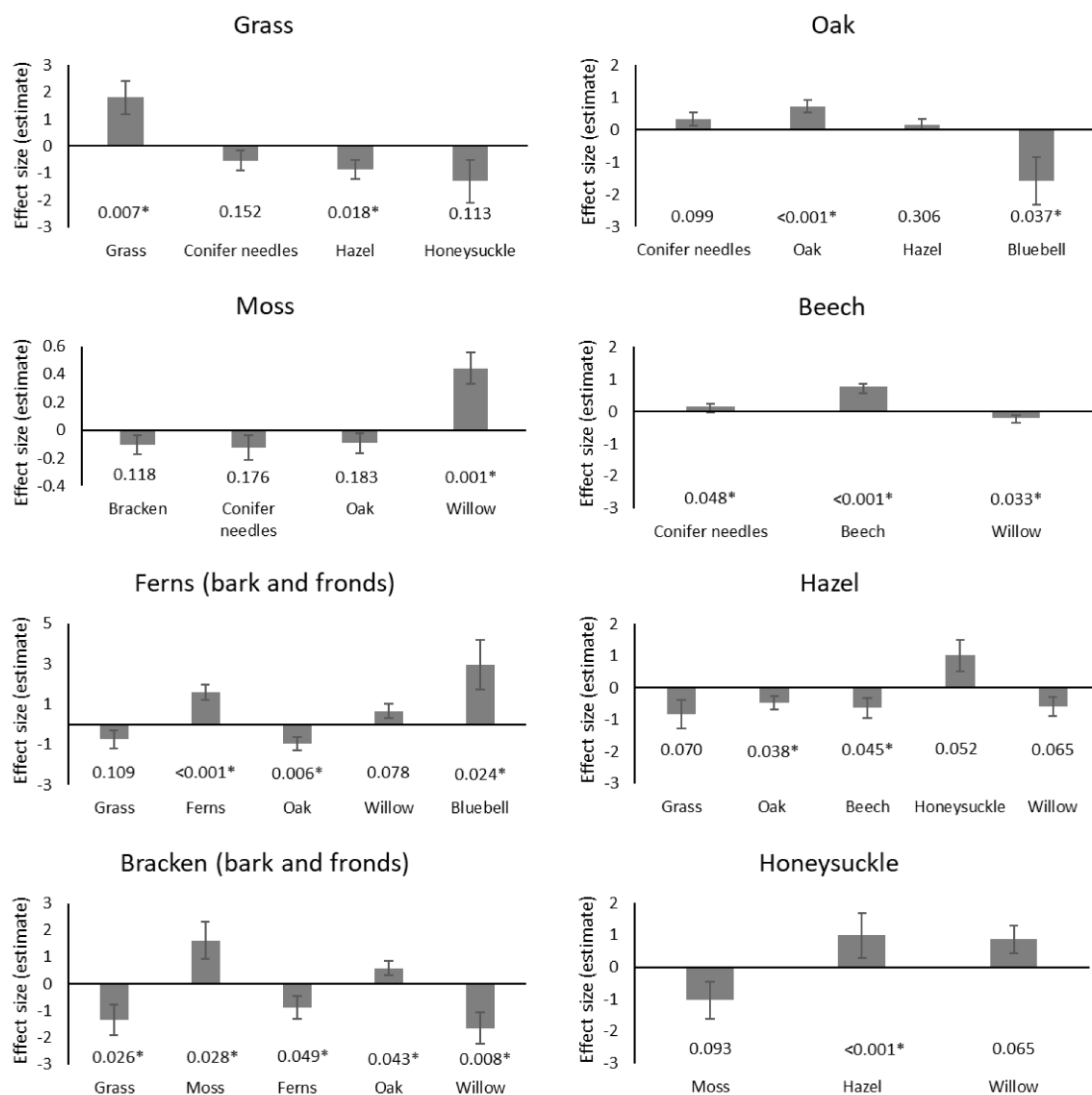 Grass
Effect size (estimate)
3
2
1
0
-1
-2
-3
0.007* 0.152 0.018* 0.113
Grass Conifer needles Hazel Honeysuckle
Oak
Effect size (estimate)
2
1
0
-1
-2
-3
0.099 <0.001* 0.306 0.037*
Conifer needles Oak Hazel Bluebell
Moss
Effect size (estimate)
0.6
0.4
0.2
0
-0.2
-0.4
0.118 0.176 0.183 0.001*
Bracken Conifer needles Oak Willow
Beech
Effect size (estimate)
2
1
0
-1
-2
-3
0.048* <0.001* 0.033*
Conifer needles Beech Willow
Ferns (bark and fronds)
Effect size (estimate)
5
3
1
-1
-3
0.109 <0.001* 0.006* 0.078 0.024*
Grass Ferns Oak Willow Bluebell
Hazel
Effect size (estimate)
2
1
0
-1
-2
-3
0.070 0.038* 0.045* 0.052 0.065
Grass Oak Beech Honeysuckle Willow
Bracken (bark and fronds)
Effect size (estimate)
3
2
1
0
-1
-2
-3
0.026* 0.028* 0.049* 0.043* 0.008*
Grass Moss Ferns Oak Willow
Honeysuckle
Effect size (estimate)
2
1
0
-1
-2
-3
0.093 <0.001* 0.065
Moss Hazel Willow